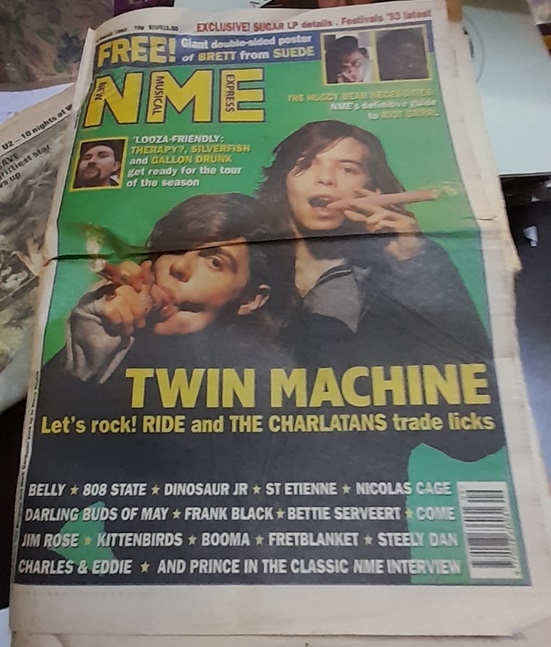 EXCLUSIVE! SUGAR LP details . Festivals '93 latest
FREE! Giant double-sided poster
of BRETT from SUEDE
NEW NME MUSICAL EXPRESS
THE HUGGY BEAR NECESSITIES
NME's definitive guide
to RIOT GRRRL
'LOOZA-FRIENDLY:
THERAPY?, SILVERFISH
and GALLON DRUNK
get ready for the tour
of the season
U2 – 10 nights at
TWIN MACHINE
Let's rock! RIDE and THE CHARLATANS trade licks
BELLY ★ 808 STATE ★ DINOSAUR JR ★ ST ETIENNE ★ NICOLAS CAGE
DARLING BUDS OF MAY ★ FRANK BLACK ★ BETTIE SERVEERT ★ COME
JIM ROSE ★ KITTENBIRDS ★ BOOMA ★ FRETBLANKET ★ STEELY DAN
CHARLES & EDDIE ★ AND PRINCE IN THE CLASSIC NME INTERVIEW